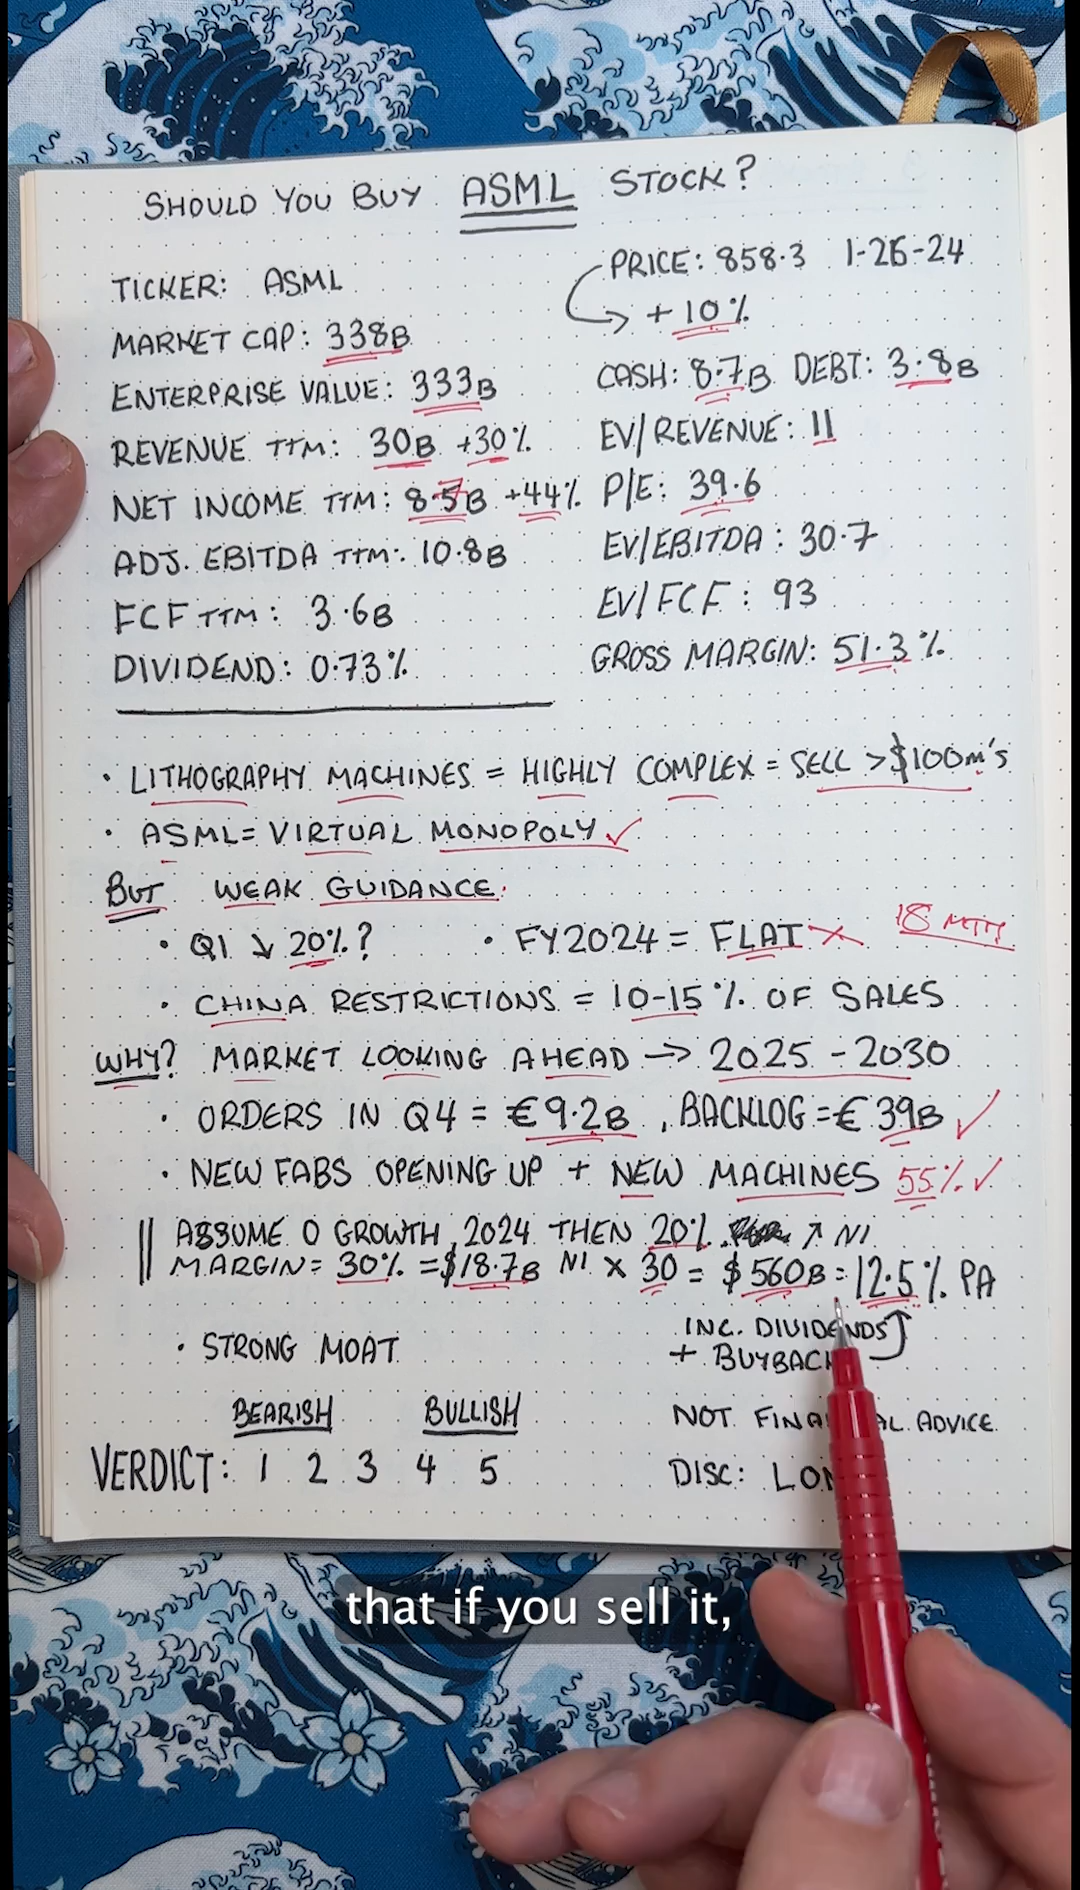 SHOULD YOU BUY ASML STOCK?
TICKER: ASML
MARKET CAP: 338B
ENTERPRISE VALUE: 333B
REVENUE TTM: 30B +30%
NET INCOME TTM: 8.7B +44%
ADJ. EBITDA TTM: 10.8B
FCF TTM: 3.6B
DIVIDEND: 0.73%
PRICE: 858.3 1-26-24
→ +10%
CASH: 8.7B DEBT: 3.8B
EV/REVENUE: 11
P/E: 39.6
EV/EBITDA: 30.7
EV/FCF: 93
GROSS MARGIN: 51.3%
• LITHOGRAPHY MACHINES = HIGHLY COMPLEX = SELL >$100m's
• ASML = VIRTUAL MONOPOLY ✓
BUT WEAK GUIDANCE:
• Q1 ↘ 20%? • FY2024 = FLAT X 18 MTH
• CHINA RESTRICTIONS = 10-15% OF SALES
WHY? MARKET LOOKING AHEAD → 2025 - 2030
• ORDERS IN Q4 = €9.2B, BACKLOG = €39B ✓
• NEW FABS OPENING UP + NEW MACHINES 55% ✓
|| ASSUME 0 GROWTH 2024 THEN 20% ↗ NI
MARGIN = 30% = $18.7B NI X 30 = $560B = 12.5% PA
INC. DIVIDENDS
+ BUYBACK
• STRONG MOAT
BEARISH BULLISH
VERDICT: 1 2 3 4 5
NOT ADVICE
DISC:
that if you sell it,